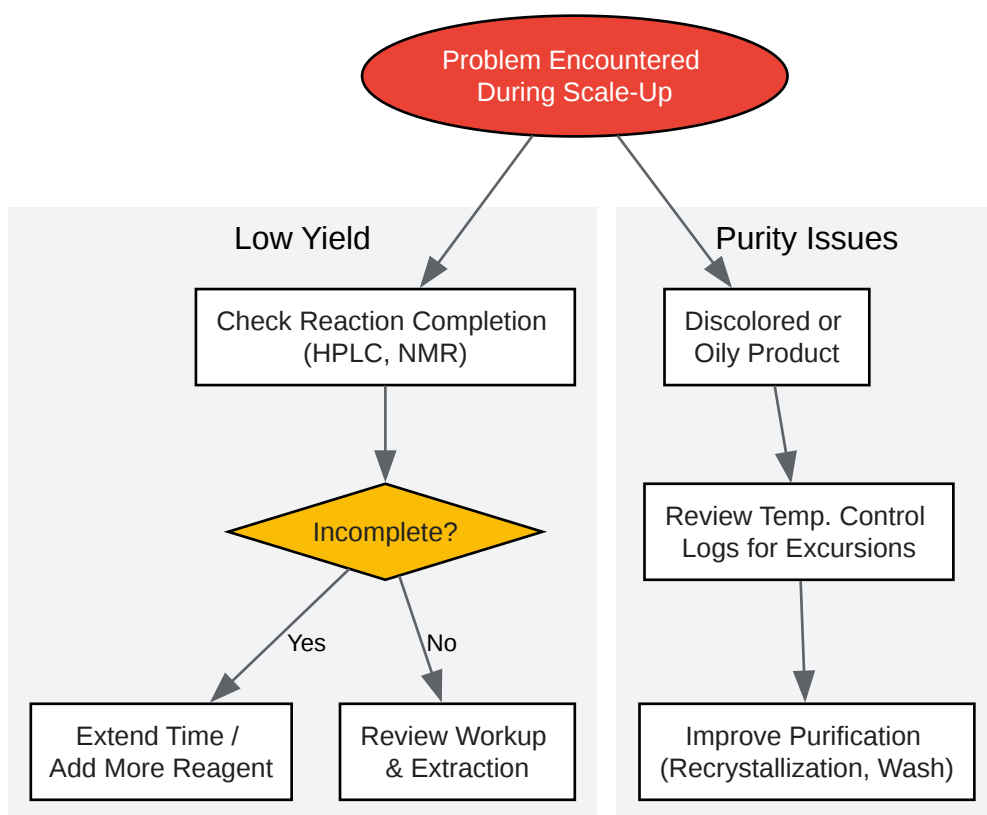 Problem Encountered
During Scale-Up
Low Yield
Check Reaction Completion
(HPLC, NMR)
Incomplete?
Yes
No
Extend Time /
Add More Reagent
Review Workup
& Extraction
Purity Issues
Discolored or
Oily Product
Review Temp. Control
Logs for Excursions
Improve Purification
(Recrystallization, Wash)